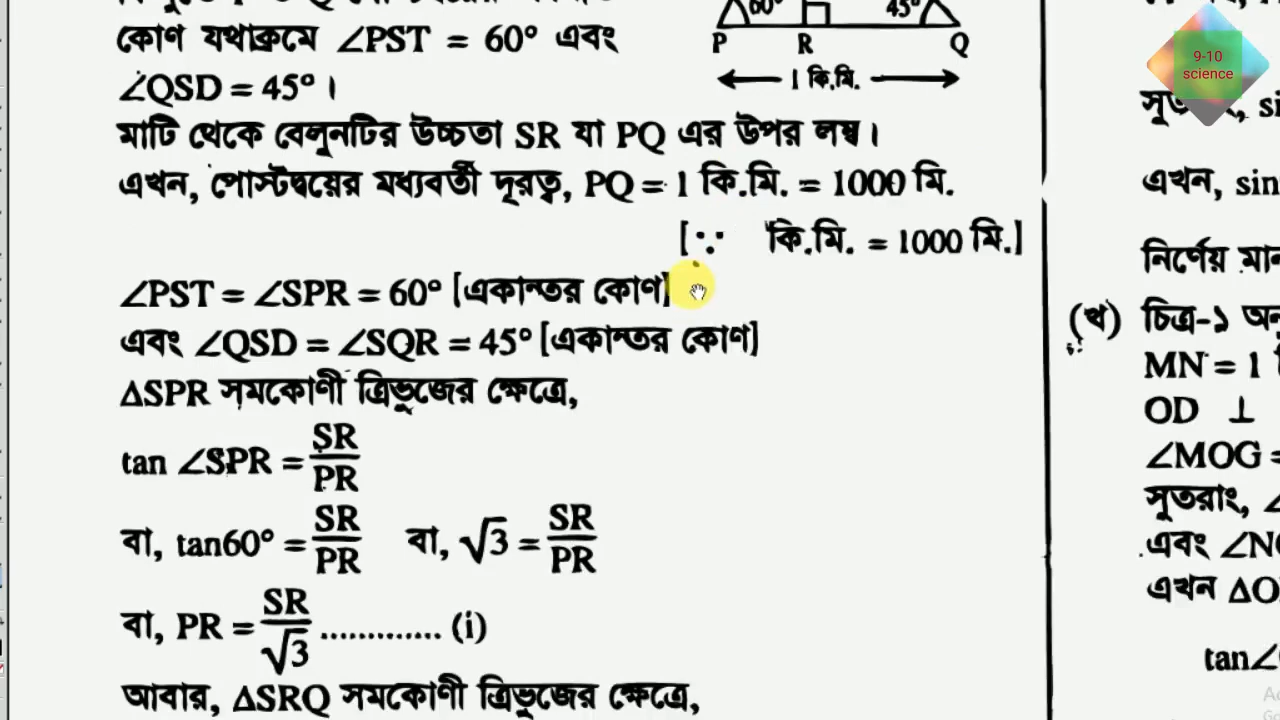 কোণ যথাক্রমে ∠PST = 60° এবং
∠QSD = 45° ।
60° 45°
P R Q
1 কি.মি.
মাটি থেকে বেলুনটির উচ্চতা SR যা PQ এর উপর লম্ব।
এখন, পোস্টদ্বয়ের মধ্যবর্তী দূরত্ব, PQ = 1 কি.মি. = 1000 মি.
[∵ কি.মি. = 1000 মি.]
∠PST = ∠SPR = 60° [একান্তর কোণ]
এবং ∠QSD = ∠SQR = 45° [একান্তর কোণ]
ΔSPR সমকোণী ত্রিভুজের ক্ষেত্রে,
tan ∠SPR = SR/PR
বা, tan60° = SR/PR বা, √3 = SR/PR
বা, PR = SR/√3 ............. (i)
আবার, ΔSRQ সমকোণী ত্রিভুজের ক্ষেত্রে,
9-10
science
এখন, sin
নির্ণেয় মান
(খ) চিত্র-১ অনু
MN = 1
OD ⊥
∠MOG =
সুতরাং, ∠
এবং ∠NO
এখন ΔO
tan∠